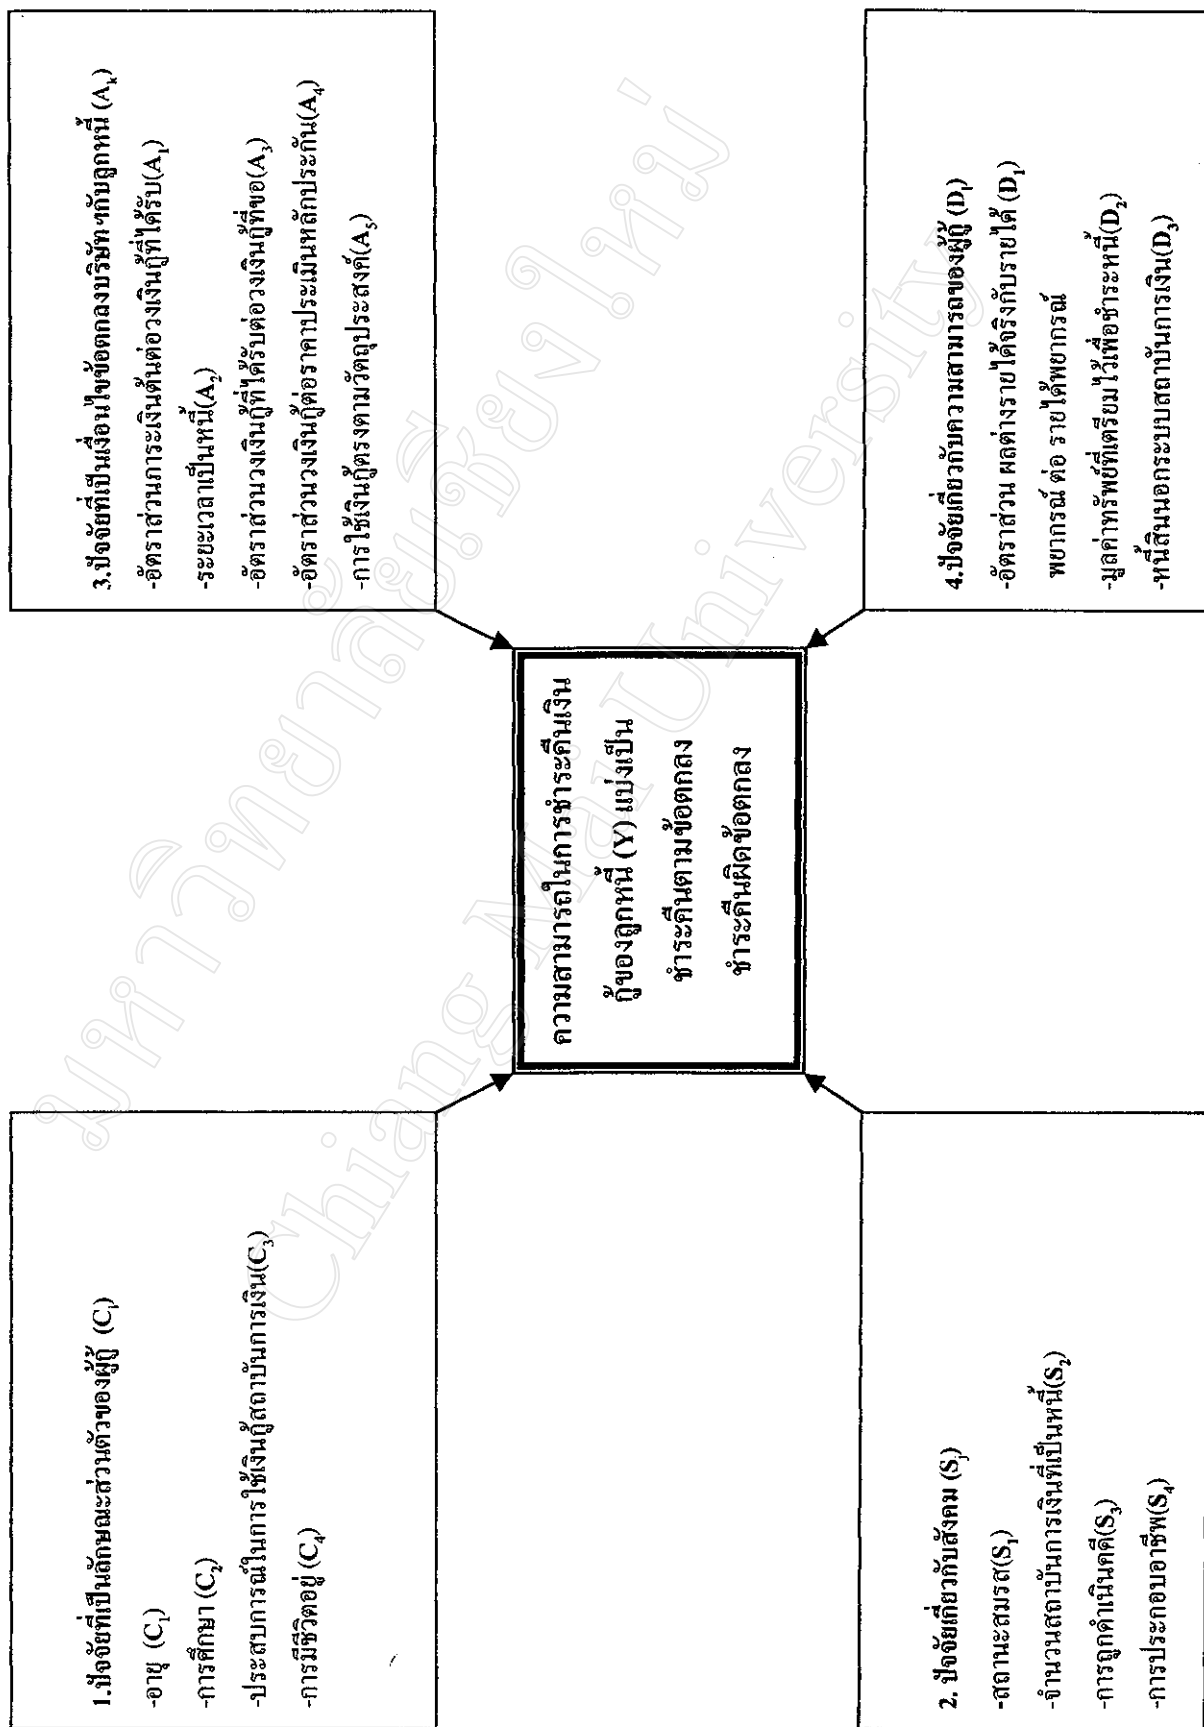 1.ปัจจัยที่เป็นลักษณะส่วนตัวของผู้กู้ (Cᵢ)
-อายุ (C₁)
-การศึกษา (C₂)
-ประสบการณ์ในการใช้เงินกู้สถาบันการเงิน(C₃)
-การมีชีวิตอยู่ (C₄)
3.ปัจจัยที่เป็นเงื่อนไขข้อตกลงบริษัทฯกับลูกหนี้ (Aₖ)
-อัตราส่วนภาระเงินต้นต่อวงเงินกู้ที่ได้รับ(A₁)
-ระยะเวลาเป็นหนี้(A₂)
-อัตราส่วนวงเงินกู้ที่ได้รับต่อวงเงินกู้ที่ขอ(A₃)
-อัตราส่วนวงเงินกู้ต่อราคาประเมินหลักประกัน(A₄)
-การใช้เงินกู้ตรงตามวัตถุประสงค์(A₅)
ความสามารถในการชำระคืนเงิน
กู้ของลูกหนี้ (Y) แบ่งเป็น
ชำระคืนตามข้อตกลง
ชำระคืนผิดข้อตกลง
2. ปัจจัยเกี่ยวกับสังคม (Sⱼ)
-สถานะสมรส(S₁)
-จำนวนสถาบันการเงินที่เป็นหนี้(S₂)
-การถูกดำเนินคดี(S₃)
-การประกอบอาชีพ(S₄)
4.ปัจจัยเกี่ยวกับความสามารถของผู้กู้ (Dₗ)
-อัตราส่วน ผลต่างรายได้จริงกับรายได้ (D₁)
พยากรณ์ ต่อ รายได้พยากรณ์
-มูลค่าทรัพย์ที่เตรียมไว้เพื่อชำระหนี้(D₂)
-หนี้สินนอกระบบสถาบันการเงิน(D₃)
มหาวิทยาลัยเชียงใหม่
Chiang Mai University